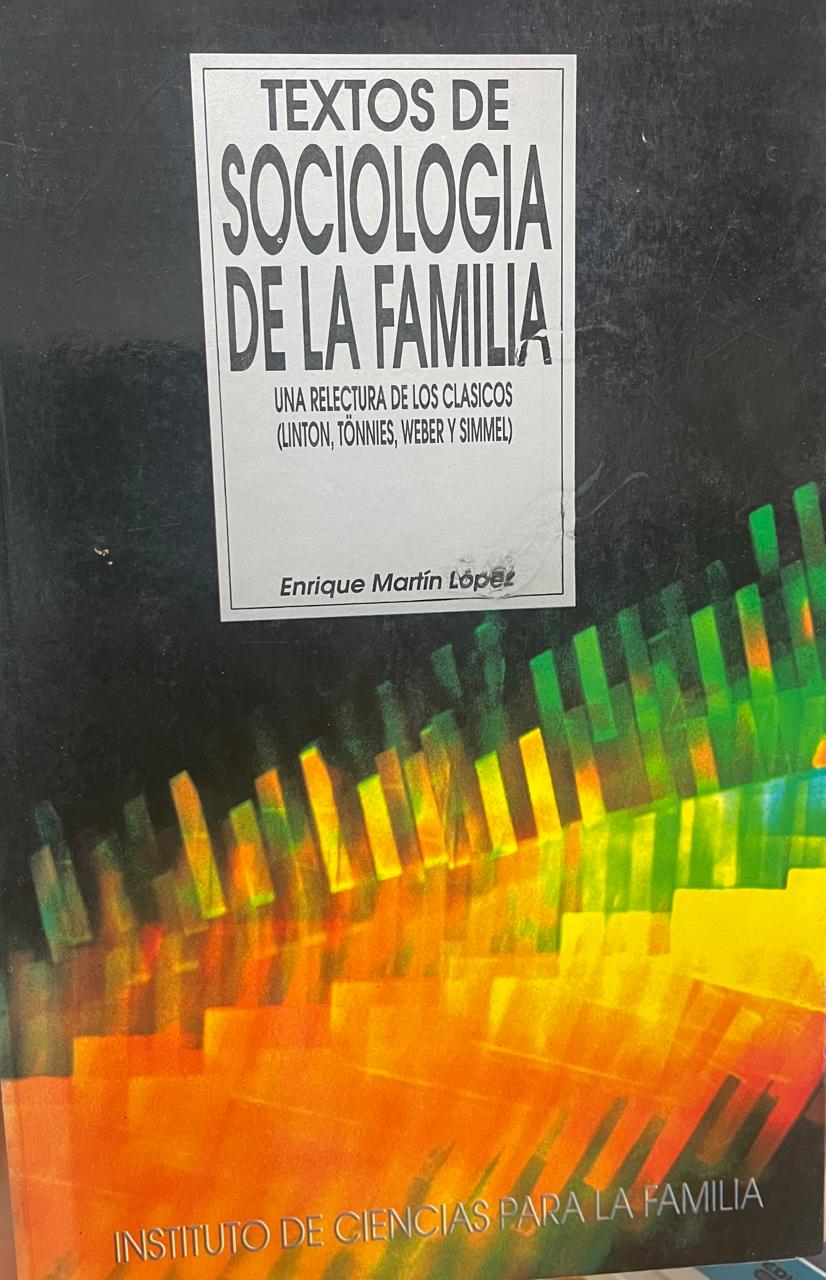 TEXTOS DE
SOCIOLOGIA
DE LA FAMILIA
UNA RELECTURA DE LOS CLASICOS
(LINTON, TÖNNIES, WEBER Y SIMMEL)
Enrique Martín López
INSTITUTO DE CIENCIAS PARA LA FAMILIA